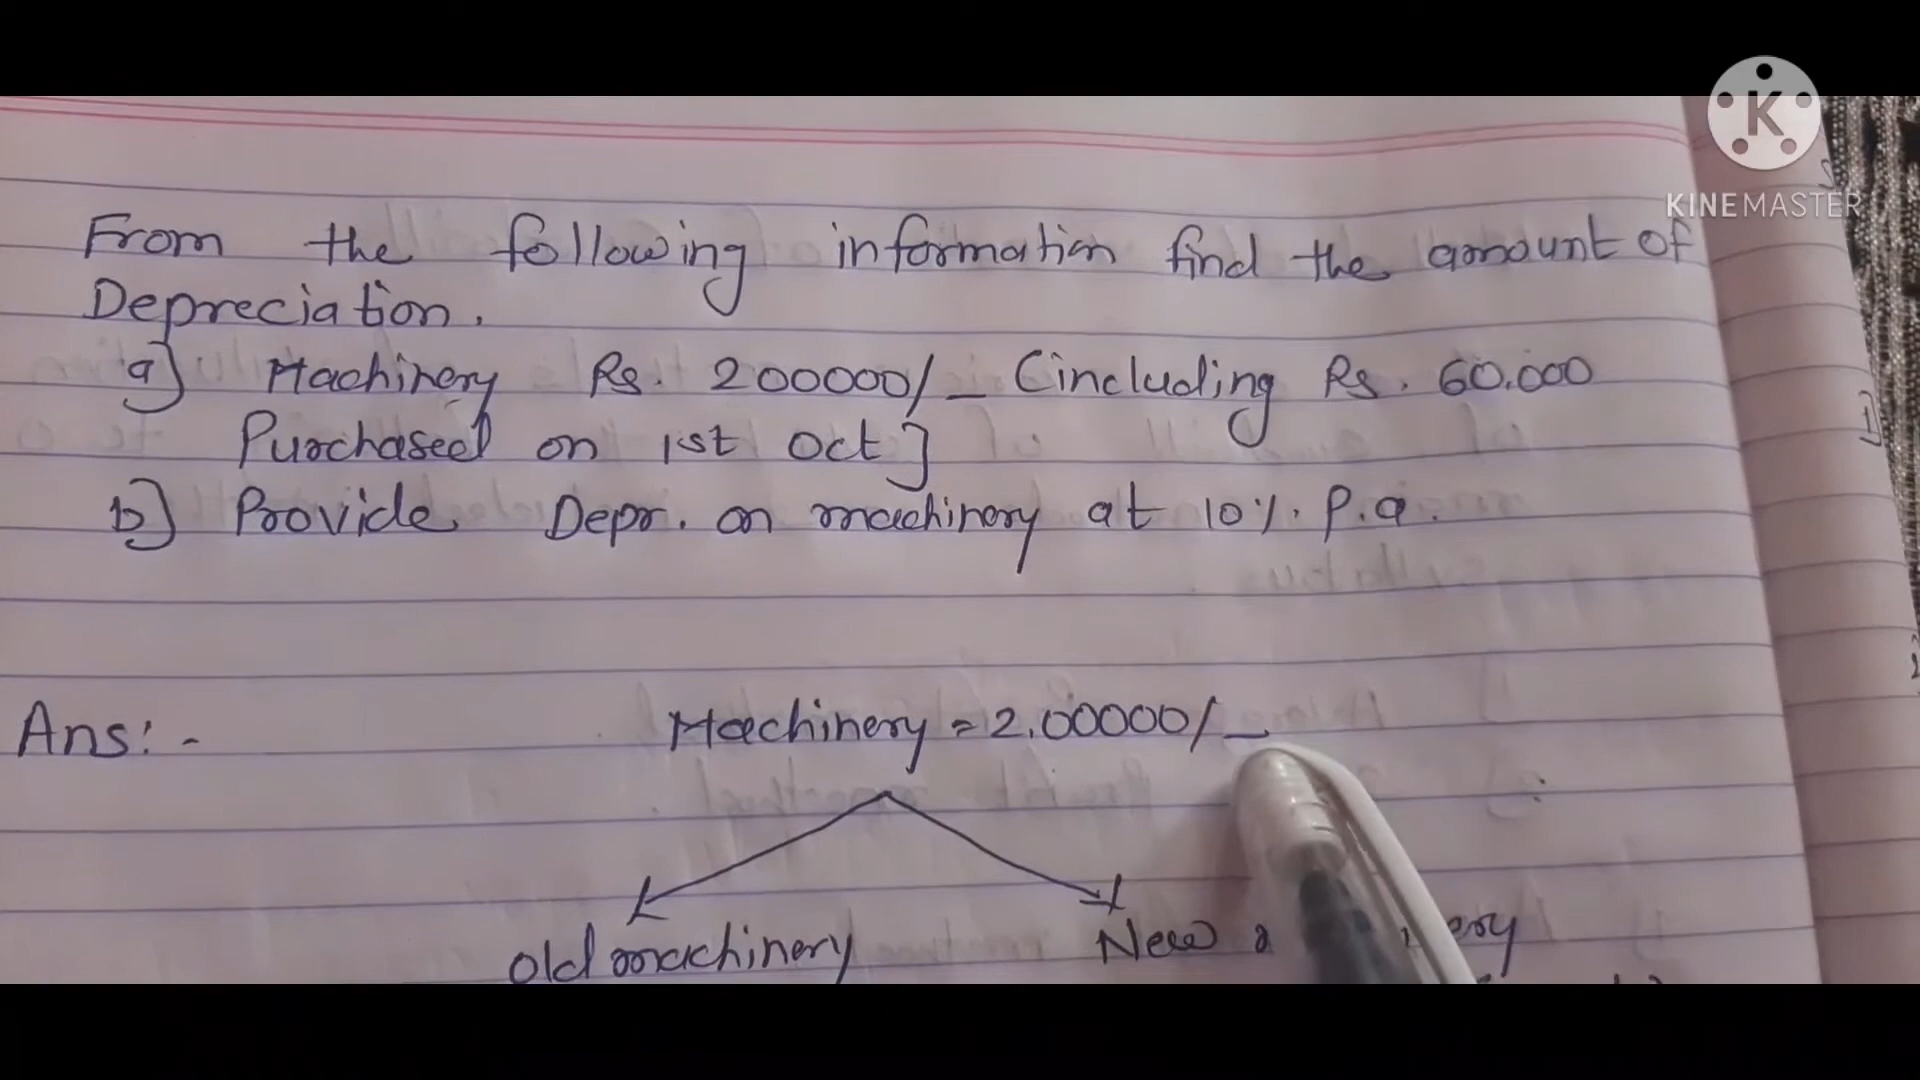 KINEMASTER
From the following information find the amount of
Depreciation.
a] Machinery Rs. 200000/_ (including Rs. 60.000
Purchased on 1st Oct]
b] Provide Depr. on machinery at 10%. P.a.
Ans:- Machinery = 2.00000/_
old machinery New